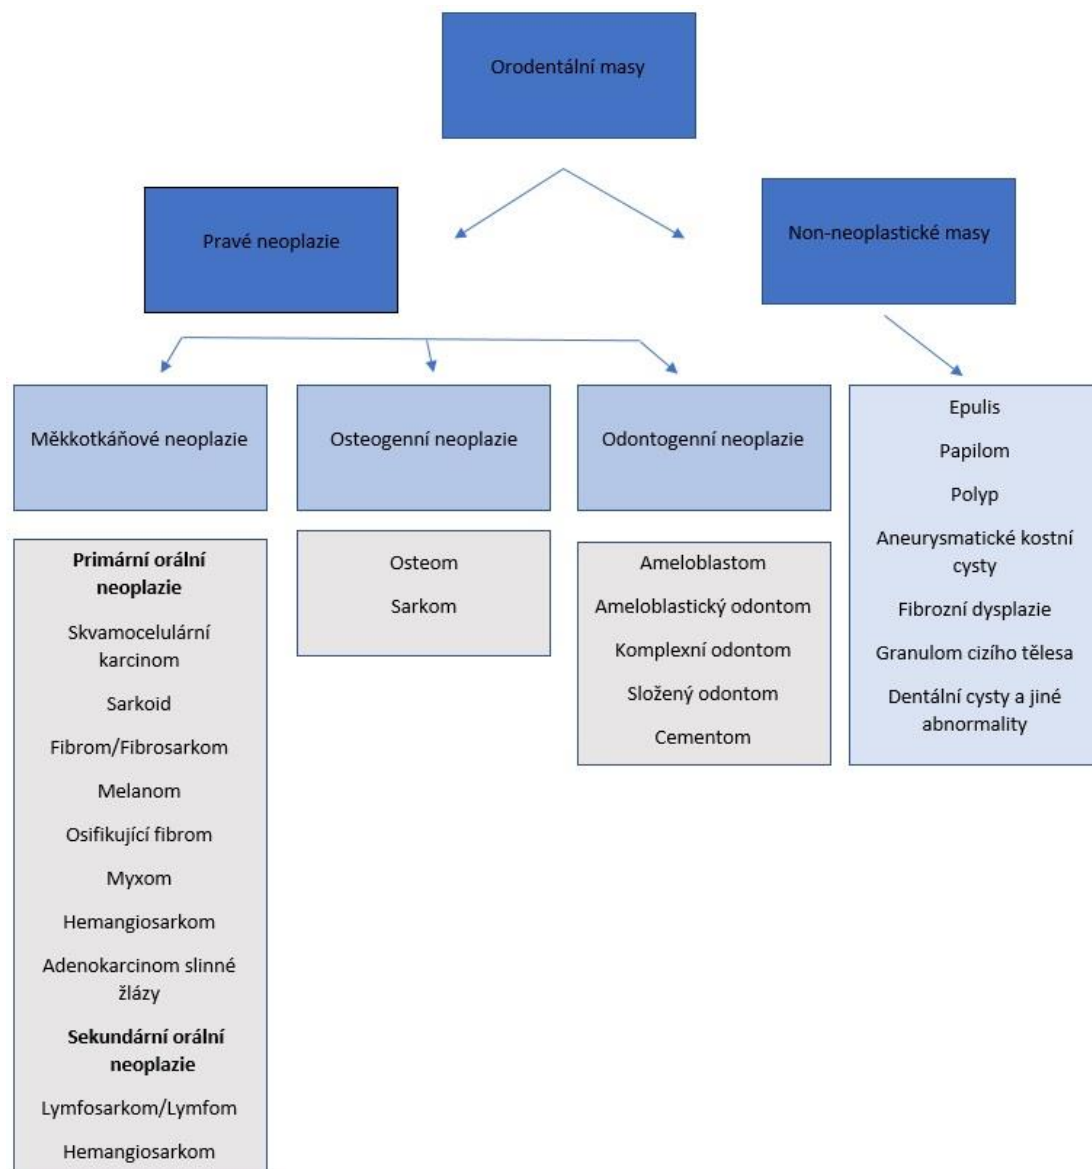 Orodentální masy
Pravé neoplazie
Non-neoplastické masy
Měkkotkáňové neoplazie
Osteogenní neoplazie
Odontogenní neoplazie
Epulis
Papilom
Polyp
Aneurysmatické kostní
cysty
Fibrozní dysplazie
Granulom cizího tělesa
Dentální cysty a jiné
abnormality
Primární orální
neoplazie
Skvamocelulární
karcinom
Sarkoid
Fibrom/Fibrosarkom
Melanom
Osifikující fibrom
Myxom
Hemangiosarkom
Adenokarcinom slinné
žlázy
Sekundární orální
neoplazie
Lymfosarkom/Lymfom
Hemangiosarkom
Osteom
Sarkom
Ameloblastom
Ameloblastický odontom
Komplexní odontom
Složený odontom
Cementom